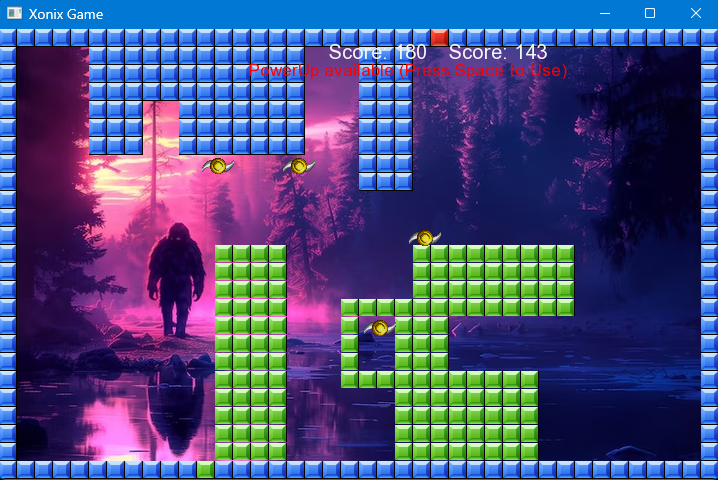 Xonix Game
Score: 180 Score: 143
PowerUp available (Press Space to Use)